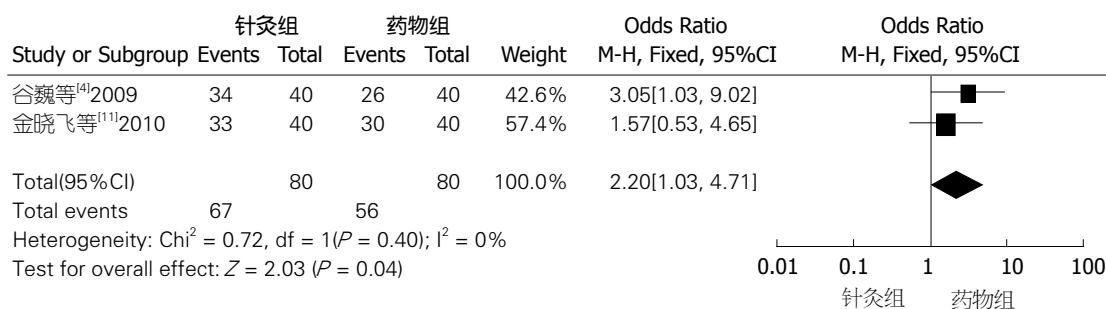 针灸组 药物组 Odds Ratio Odds Ratio
Study or Subgroup Events Total Events Total Weight M-H, Fixed, 95%CI M-H, Fixed, 95%CI
谷巍等[4]2009 34 40 26 40 42.6% 3.05[1.03, 9.02]
金晓飞等[11]2010 33 40 30 40 57.4% 1.57[0.53, 4.65]
Total(95%CI) 80 80 100.0% 2.20[1.03, 4.71]
Total events 67 56
Heterogeneity: Chi² = 0.72, df = 1(P = 0.40); I² = 0%
Test for overall effect: Z = 2.03 (P = 0.04)
0.01 0.1 1 10 100
针灸组 药物组